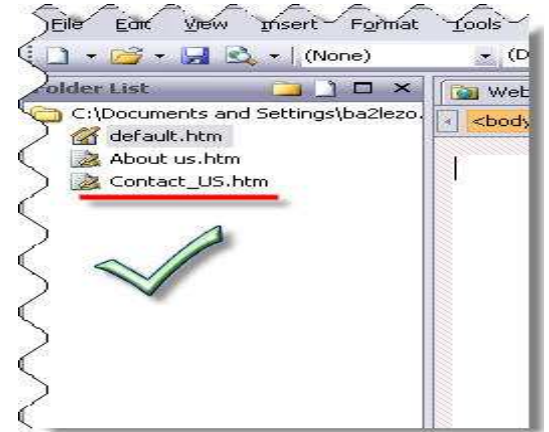 File Edit View Insert Format Tools
(None) (D
Folder List
Web
C:\Documents and Settings\ba2lezo.
<body
default.htm
About us.htm
Contact_US.htm